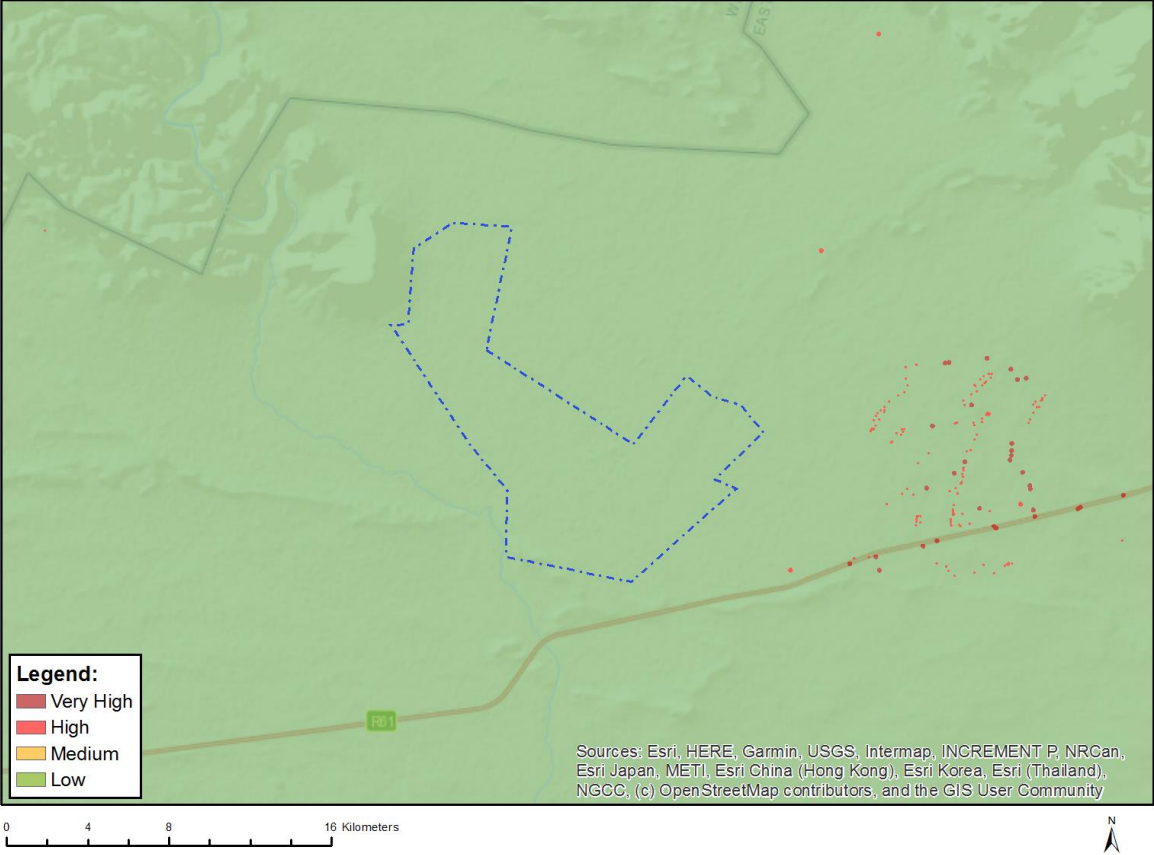 W
EAS
R61
Legend:
Very High
High
Medium
Low
Sources: Esri, HERE, Garmin, USGS, Intermap, INCREMENT P, NRCan,
Esri Japan, METI, Esri China (Hong Kong), Esri Korea, Esri (Thailand),
NGCC, (c) OpenStreetMap contributors, and the GIS User Community
0 4 8 16 Kilometers
N